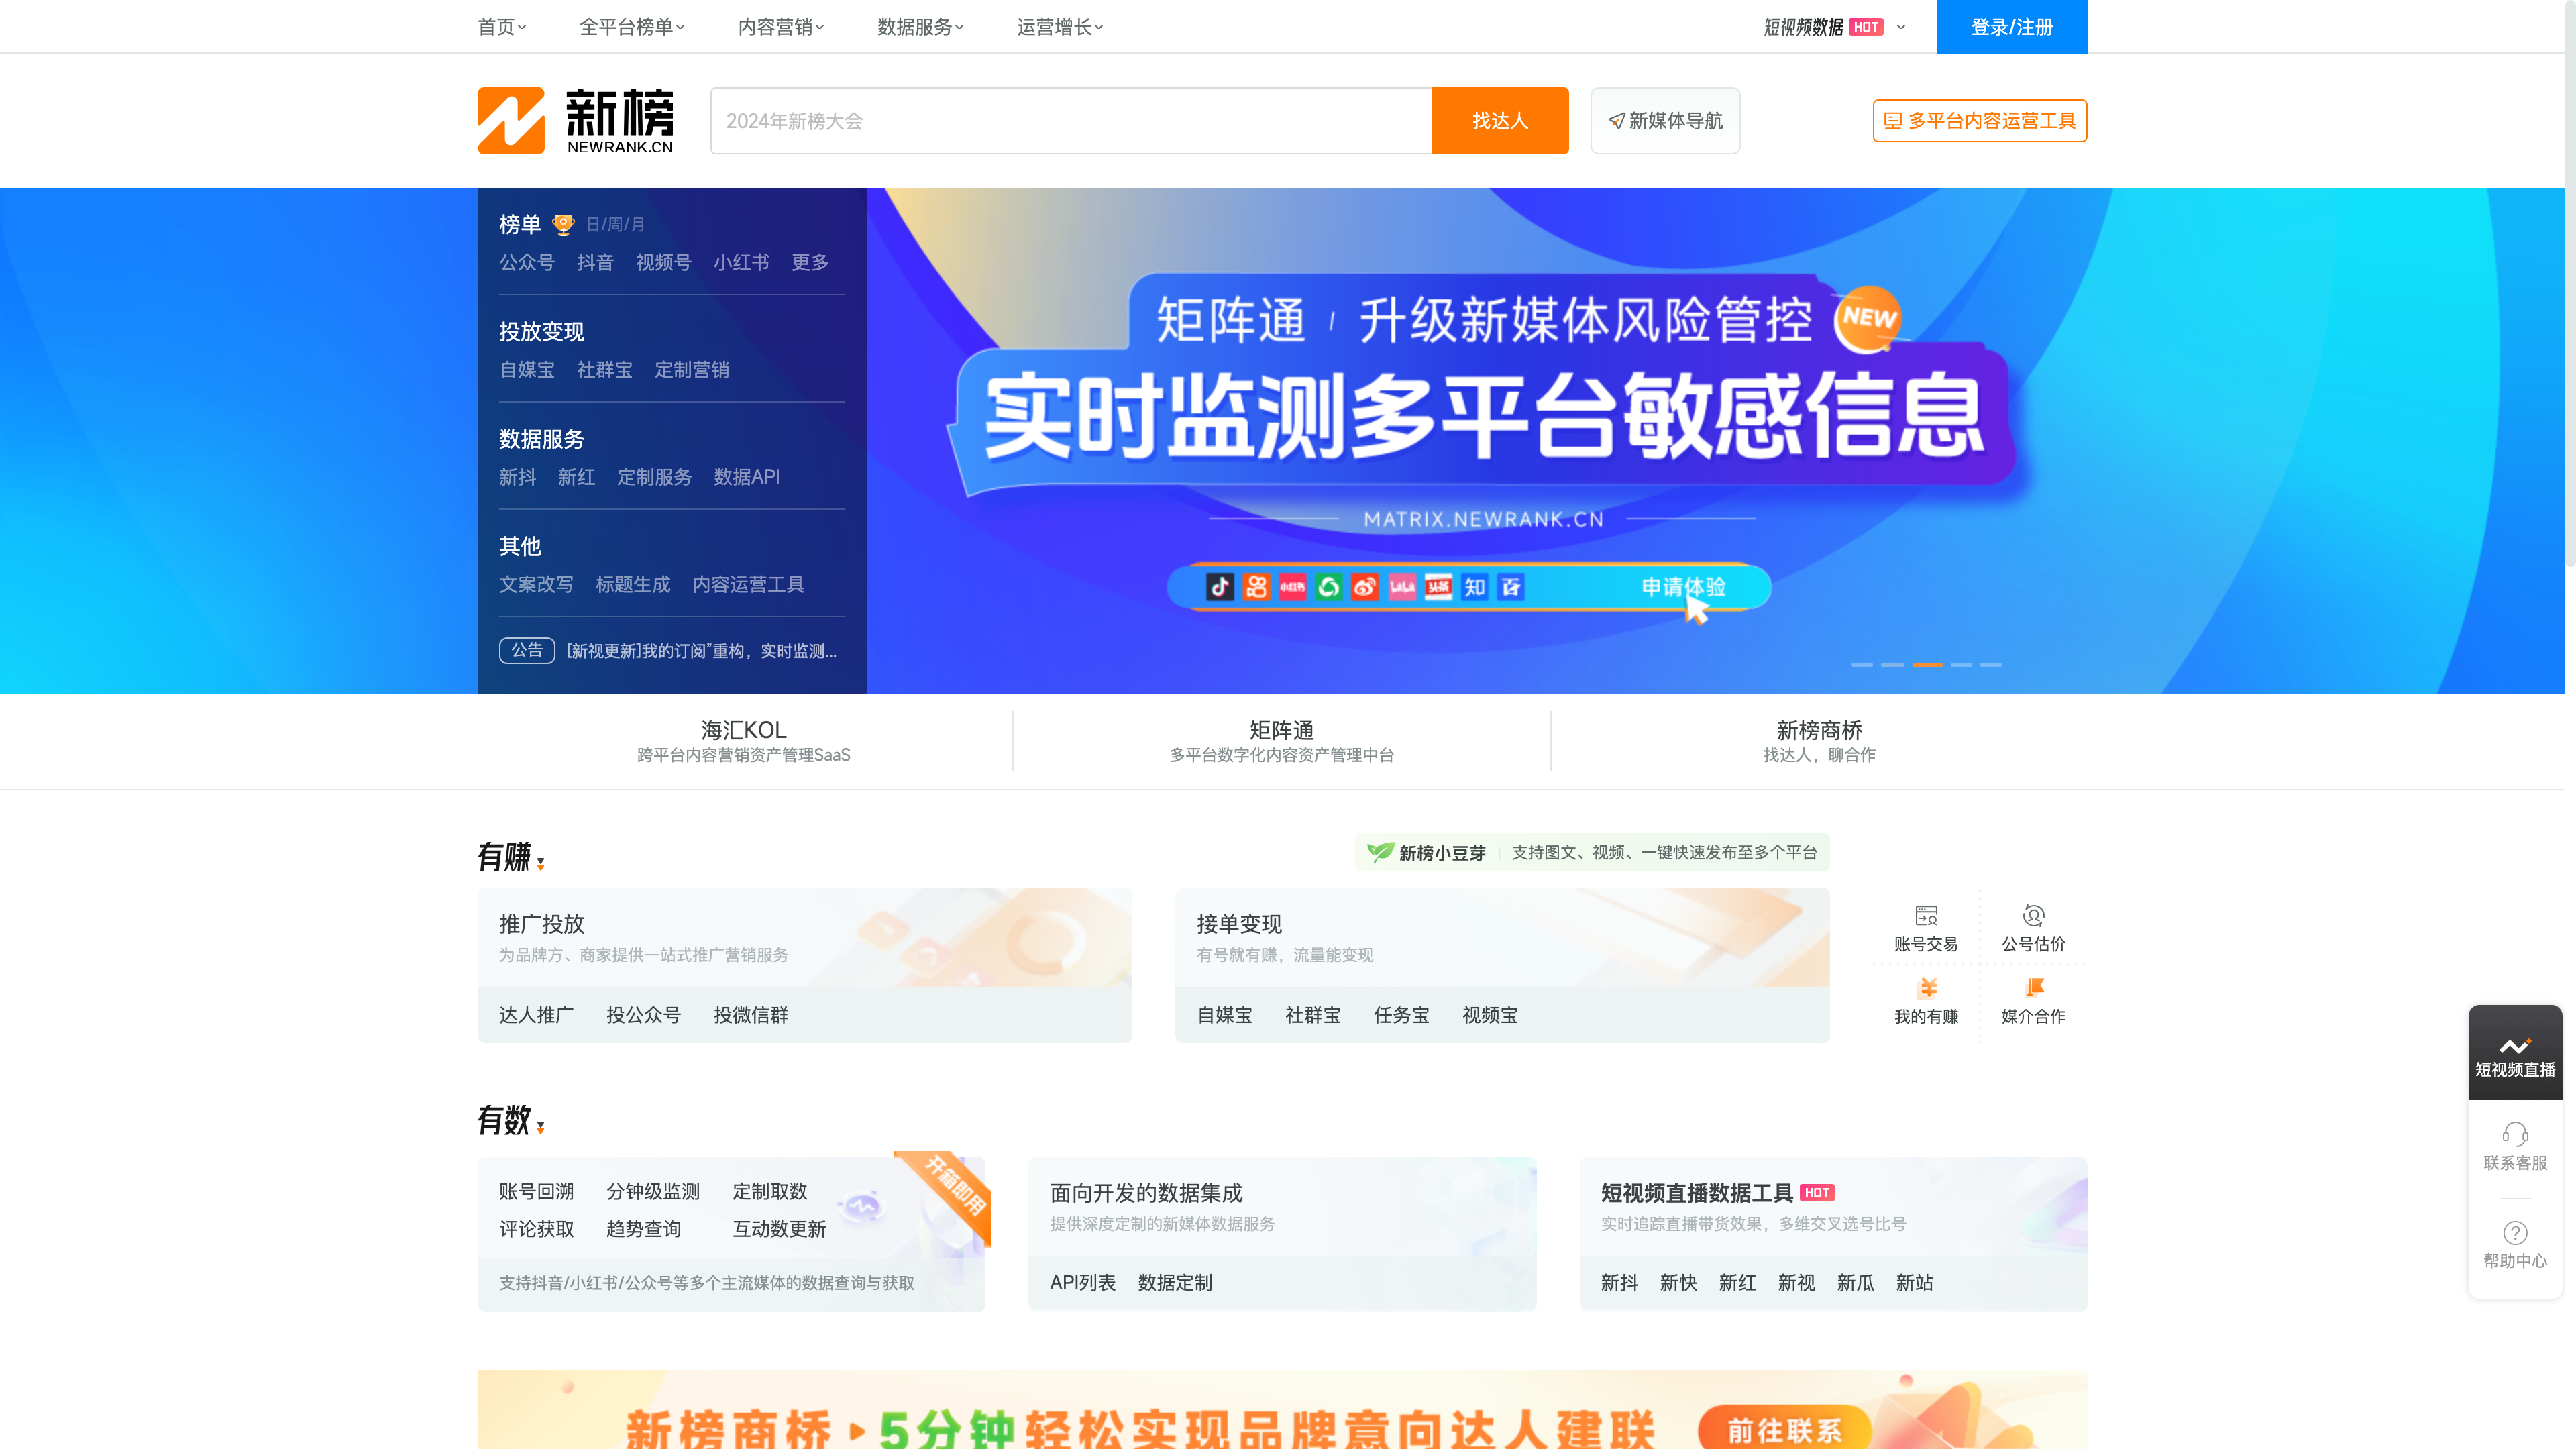 首页 全平台榜单 内容营销 数据服务 运营增长 短视频数据 HOT 登录/注册
新榜
NEWRANK.CN
2024年新榜大会 找达人 新媒体导航 多平台内容运营工具
榜单 日/周/月
公众号 抖音 视频号 小红书 更多
投放变现
自媒宝 社群宝 定制营销
数据服务
新抖 新红 定制服务 数据API
其他
文案改写 标题生成 内容运营工具
公告 [新视更新]我的订阅”重构，实时监测...
矩阵通 / 升级新媒体风险管控 NEW
实时监测多平台敏感信息
MATRIX.NEWRANK.CN
小红书 头条 知 百 申请体验
海汇KOL
跨平台内容营销资产管理SaaS
矩阵通
多平台数字化内容资产管理中台
新榜商桥
找达人，聊合作
有赚
新榜小豆芽 支持图文、视频、一键快速发布至多个平台
推广投放
为品牌方、商家提供一站式推广营销服务
达人推广 投公众号 投微信群
接单变现
有号就有赚，流量能变现
自媒宝 社群宝 任务宝 视频宝
账号交易 公号估价
我的有赚 媒介合作
有数
账号回溯 分钟级监测 定制取数
评论获取 趋势查询 互动数更新
开箱即用
支持抖音/小红书/公众号等多个主流媒体的数据查询与获取
面向开发的数据集成
提供深度定制的新媒体数据服务
API列表 数据定制
短视频直播数据工具 HOT
实时追踪直播带货效果，多维交叉选号比号
新抖 新快 新红 新视 新瓜 新站
短视频直播
联系客服
帮助中心
新榜商桥 5分钟轻松实现品牌意向达人建联 前往联系